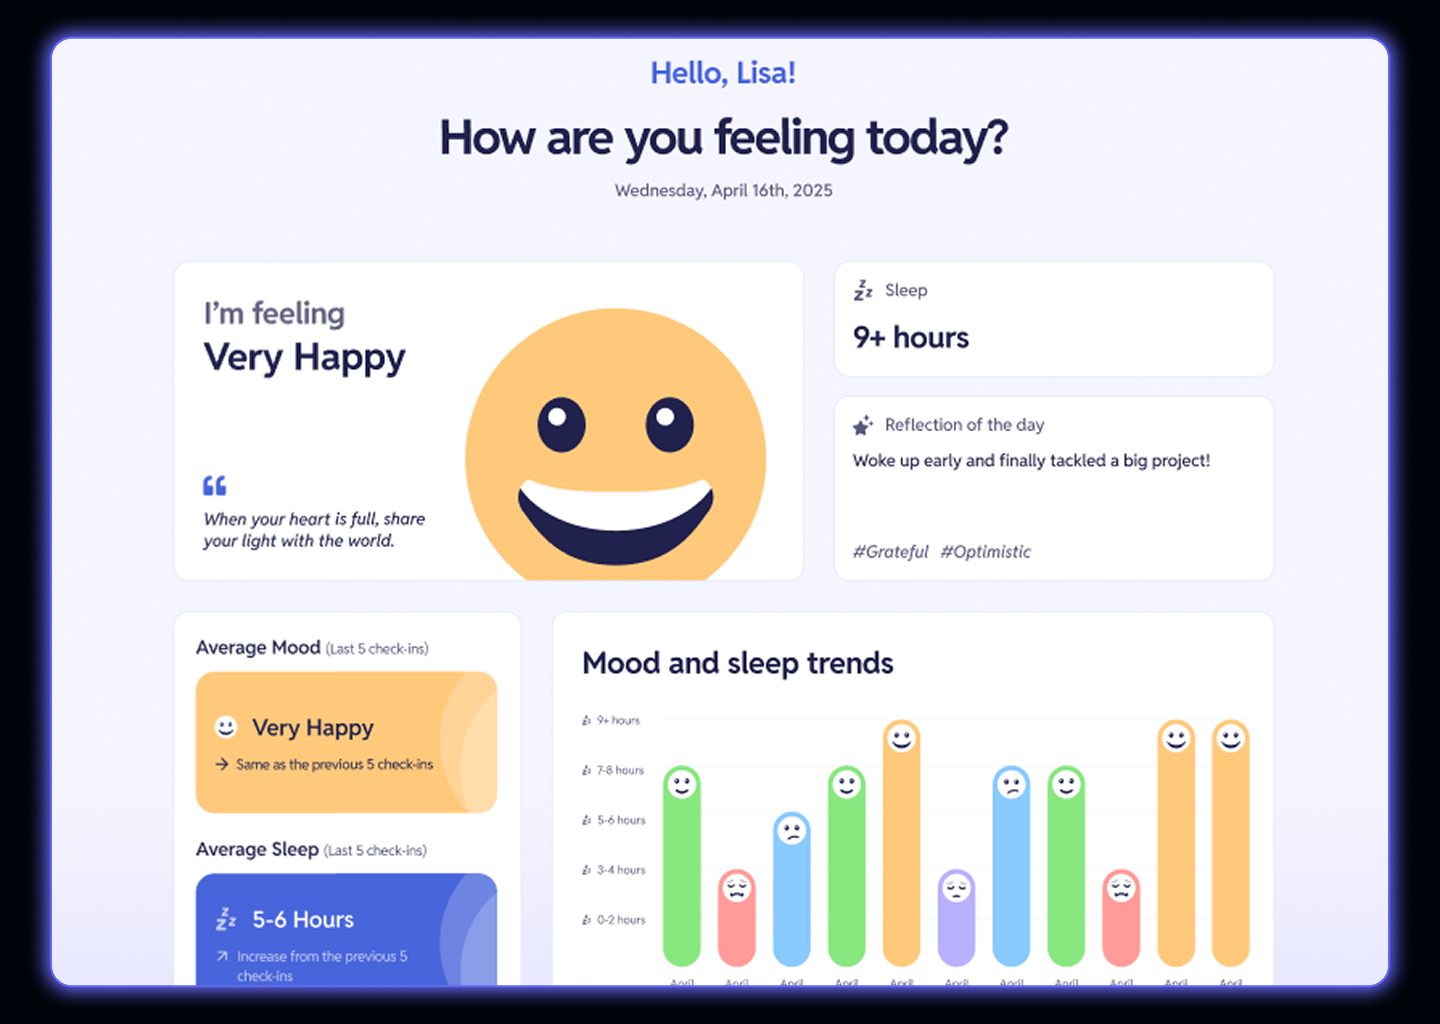 Hello, Lisa!
How are you feeling today?
Wednesday, April 16th, 2025
I'm feeling
Very Happy
“
When your heart is full, share
your light with the world.
Sleep
9+ hours
Reflection of the day
Woke up early and finally tackled a big project!
#Grateful #Optimistic
Average Mood (Last 5 check-ins)
Very Happy
→ Same as the previous 5 check-ins
Average Sleep (Last 5 check-ins)
5-6 Hours
Increase from the previous 5
check-ins
Mood and sleep trends
9+ hours
7-8 hours
5-6 hours
3-4 hours
0-2 hours
April April April April April April April April April April April